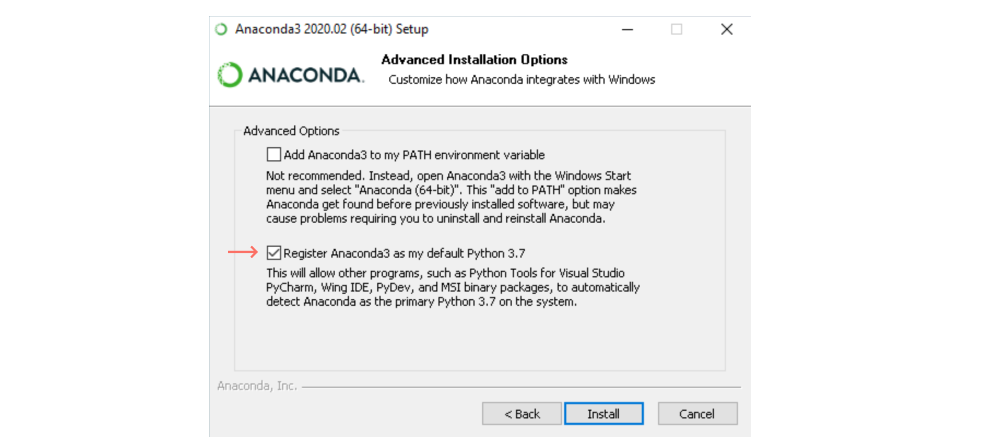 Anaconda3 2020.02 (64-bit) Setup
ANACONDA.
Advanced Installation Options
Customize how Anaconda integrates with Windows
Advanced Options
Add Anaconda3 to my PATH environment variable
Not recommended. Instead, open Anaconda3 with the Windows Start
menu and select "Anaconda (64-bit)". This "add to PATH" option makes
Anaconda get found before previously installed software, but may
cause problems requiring you to uninstall and reinstall Anaconda.
Register Anaconda3 as my default Python 3.7
This will allow other programs, such as Python Tools for Visual Studio
PyCharm, Wing IDE, PyDev, and MSI binary packages, to automatically
detect Anaconda as the primary Python 3.7 on the system.
Anaconda, Inc.
< Back
Install
Cancel